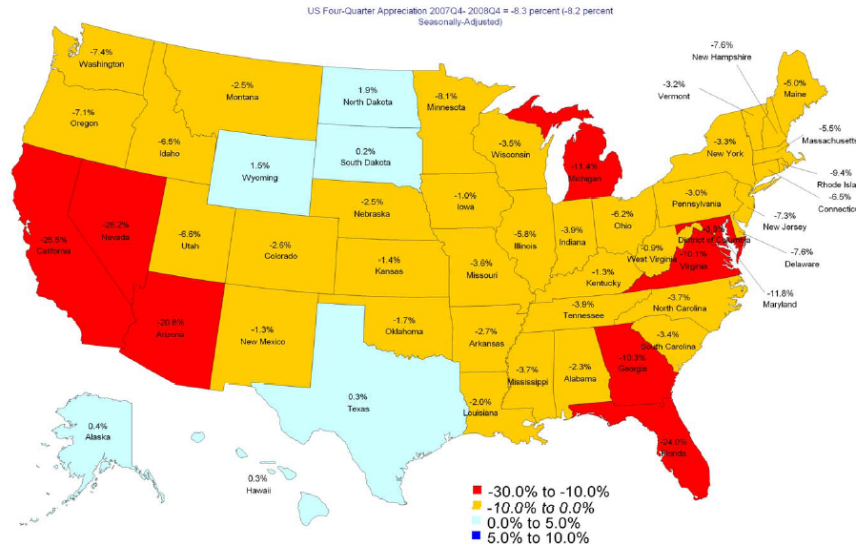 US Four-Quarter Appreciation 2007Q4- 2008Q4 = -8.3 percent (-8.2 percent
Seasonally-Adjusted)
-7.4%
Washington
-7.1%
Oregon
-6.5%
Idaho
-2.5%
Montana
1.9%
North Dakota
0.2%
South Dakota
1.5%
Wyoming
-8.1%
Minnesota
-3.5%
Wisconsin
-11.4%
Michigan
-7.6%
New Hampshire
-3.2%
Vermont
-5.0%
Maine
-5.5%
Massachusetts
-9.4%
Rhode Islan
-6.5%
Connecticu
-3.3%
New York
-3.0%
Pennsylvania
-7.3%
New Jersey
-7.6%
Delaware
-11.8%
Maryland
District of Columbia
-10.1%
Virginia
-0.9%
West Virginia
-6.2%
Ohio
-3.9%
Indiana
-5.8%
Illinois
-1.0%
Iowa
-2.5%
Nebraska
-2.6%
Colorado
-6.6%
Utah
Nevada
-25.5%
California
Arizona
-1.3%
New Mexico
-1.4%
Kansas
-3.6%
Missouri
-1.3%
Kentucky
-3.9%
Tennessee
-3.7%
North Carolina
-3.4%
South Carolina
-10.3%
Georgia
-2.3%
Alabama
-3.7%
Mississippi
-2.7%
Arkansas
-1.7%
Oklahoma
0.3%
Texas
-2.0%
Louisiana
-24.0%
Florida
0.4%
Alaska
0.3%
Hawaii
-30.0% to -10.0%
-10.0% to 0.0%
0.0% to 5.0%
5.0% to 10.0%